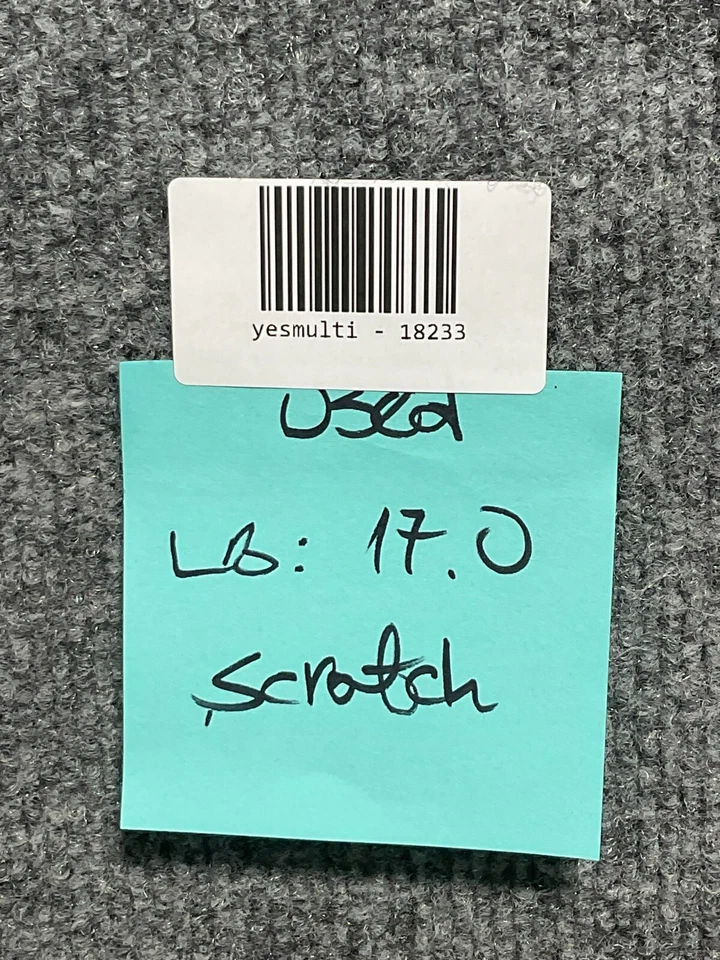 yesmulti - 18233
Used
LB: 17.0
scratch